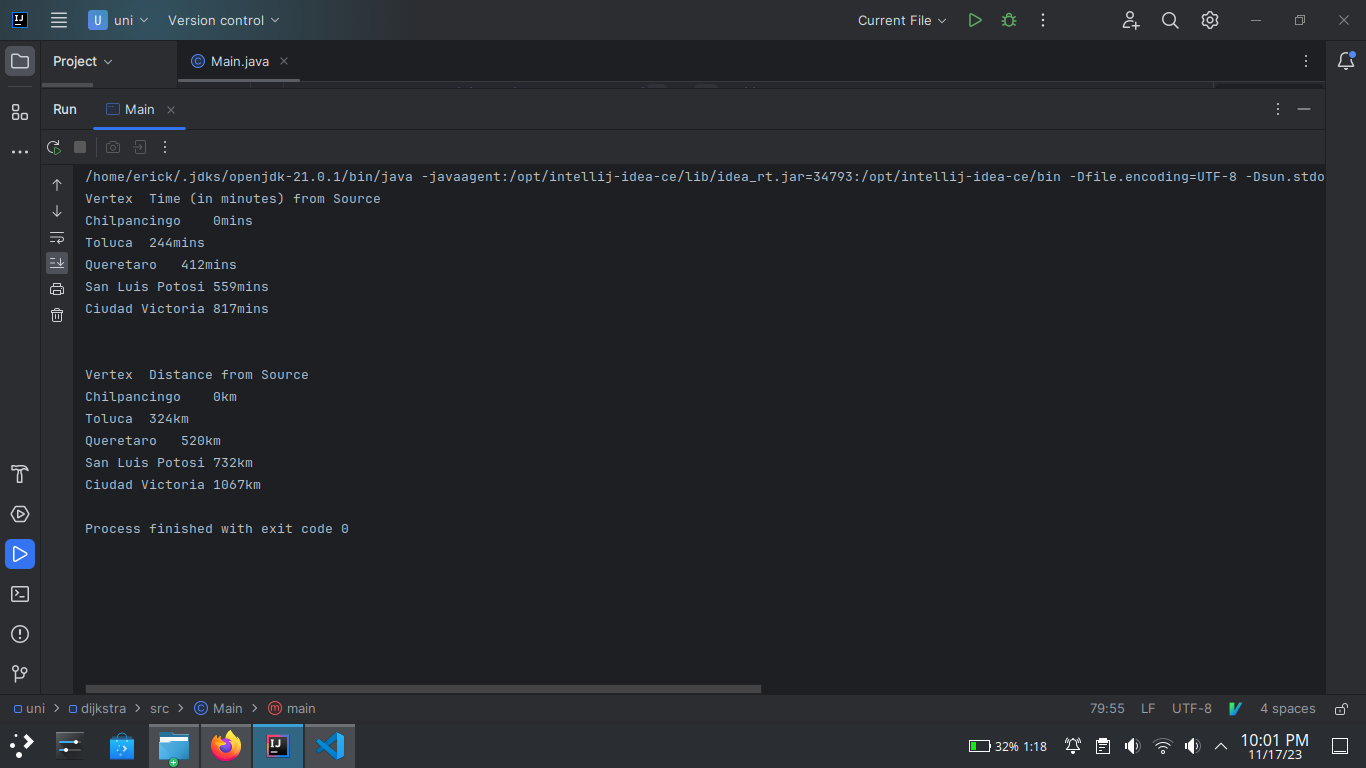 U uni Version control Current File
Project Main.java
Run Main
/home/erick/.jdks/openjdk-21.0.1/bin/java -javaagent:/opt/intellij-idea-ce/lib/idea_rt.jar=34793:/opt/intellij-idea-ce/bin -Dfile.encoding=UTF-8 -Dsun.stdo
Vertex  Time (in minutes) from Source
Chilpancingo    0mins
Toluca  244mins
Queretaro   412mins
San Luis Potosi 559mins
Ciudad Victoria 817mins
Vertex  Distance from Source
Chilpancingo    0km
Toluca  324km
Queretaro   520km
San Luis Potosi 732km
Ciudad Victoria 1067km
Process finished with exit code 0
uni > dijkstra > src > Main > main 79:55 LF UTF-8 4 spaces
32% 1:18 10:01 PM
11/17/23